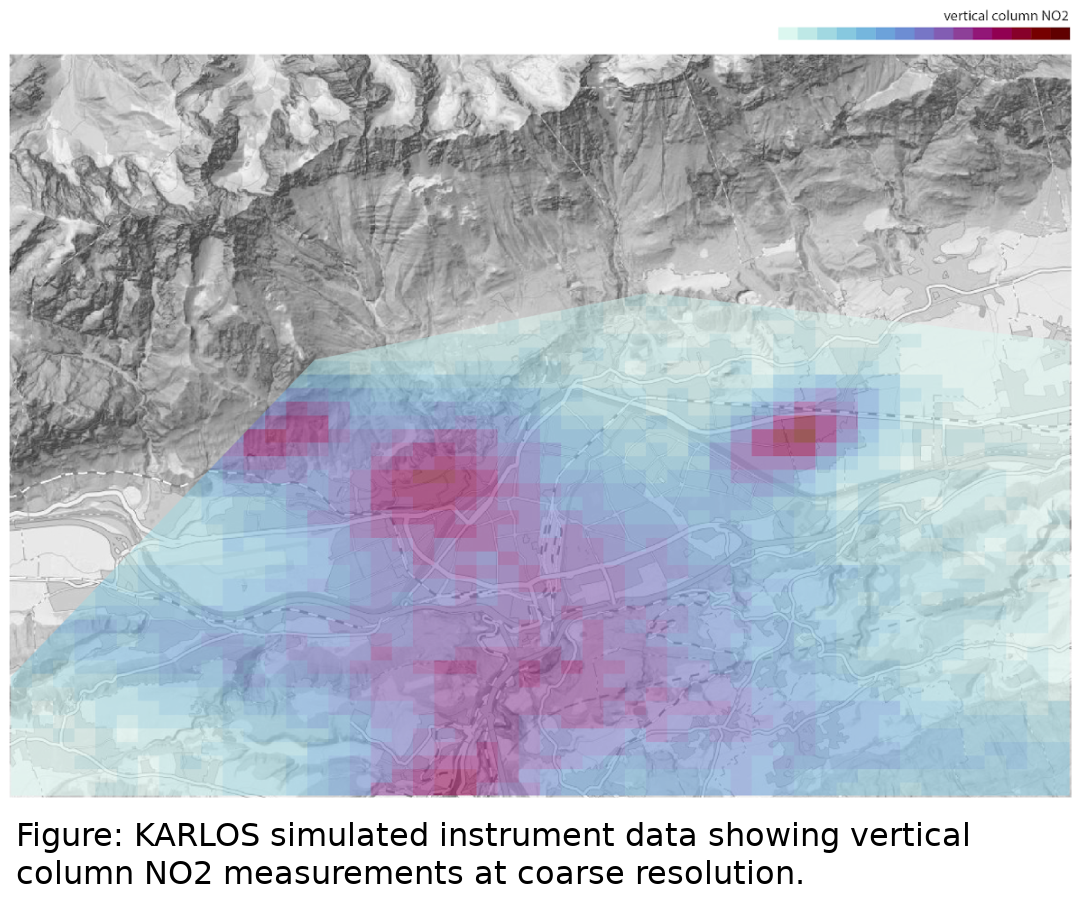 vertical column NO2
Figure: KARLOS simulated instrument data showing vertical
column NO2 measurements at coarse resolution.